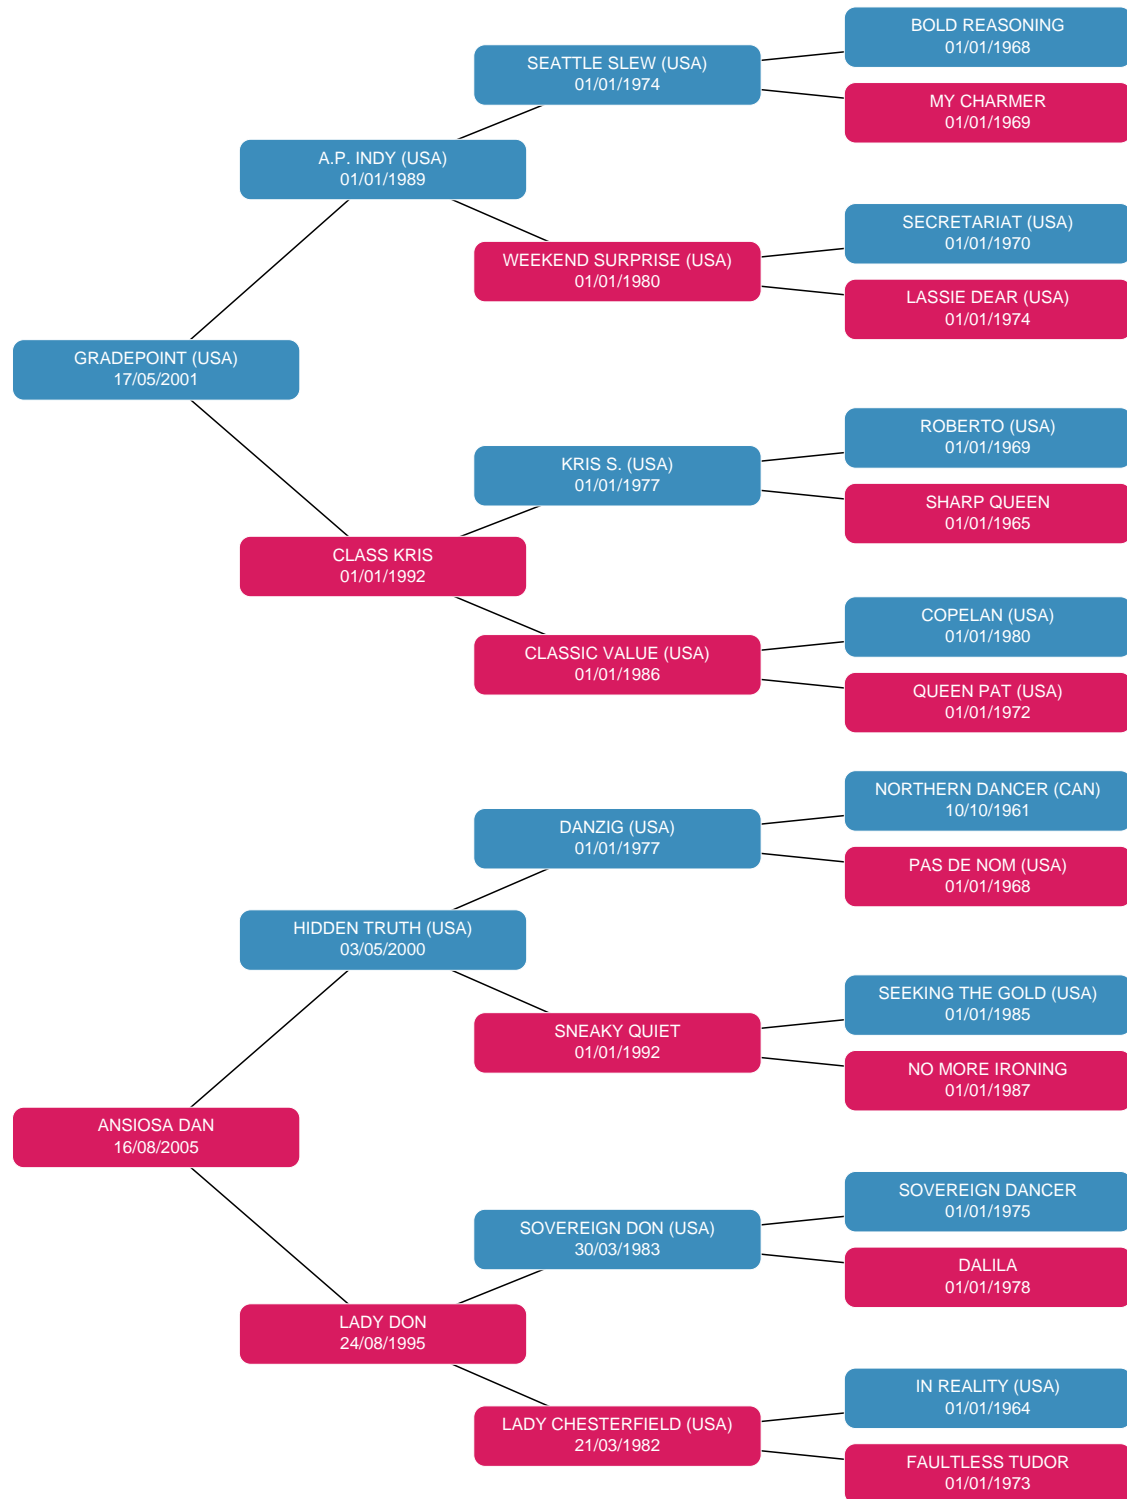 BOLD REASONING
01/01/1968
SEATTLE SLEW (USA)
01/01/1974
MY CHARMER
01/01/1969
A.P. INDY (USA)
01/01/1989
SECRETARIAT (USA)
01/01/1970
WEEKEND SURPRISE (USA)
01/01/1980
LASSIE DEAR (USA)
01/01/1974
GRADEPOINT (USA)
17/05/2001
ROBERTO (USA)
01/01/1969
KRIS S. (USA)
01/01/1977
SHARP QUEEN
01/01/1965
CLASS KRIS
01/01/1992
COPELAN (USA)
01/01/1980
CLASSIC VALUE (USA)
01/01/1986
QUEEN PAT (USA)
01/01/1972
NORTHERN DANCER (CAN)
10/10/1961
DANZIG (USA)
01/01/1977
PAS DE NOM (USA)
01/01/1968
HIDDEN TRUTH (USA)
03/05/2000
SEEKING THE GOLD (USA)
01/01/1985
SNEAKY QUIET
01/01/1992
NO MORE IRONING
01/01/1987
ANSIOSA DAN
16/08/2005
SOVEREIGN DANCER
01/01/1975
SOVEREIGN DON (USA)
30/03/1983
DALILA
01/01/1978
LADY DON
24/08/1995
IN REALITY (USA)
01/01/1964
LADY CHESTERFIELD (USA)
21/03/1982
FAULTLESS TUDOR
01/01/1973